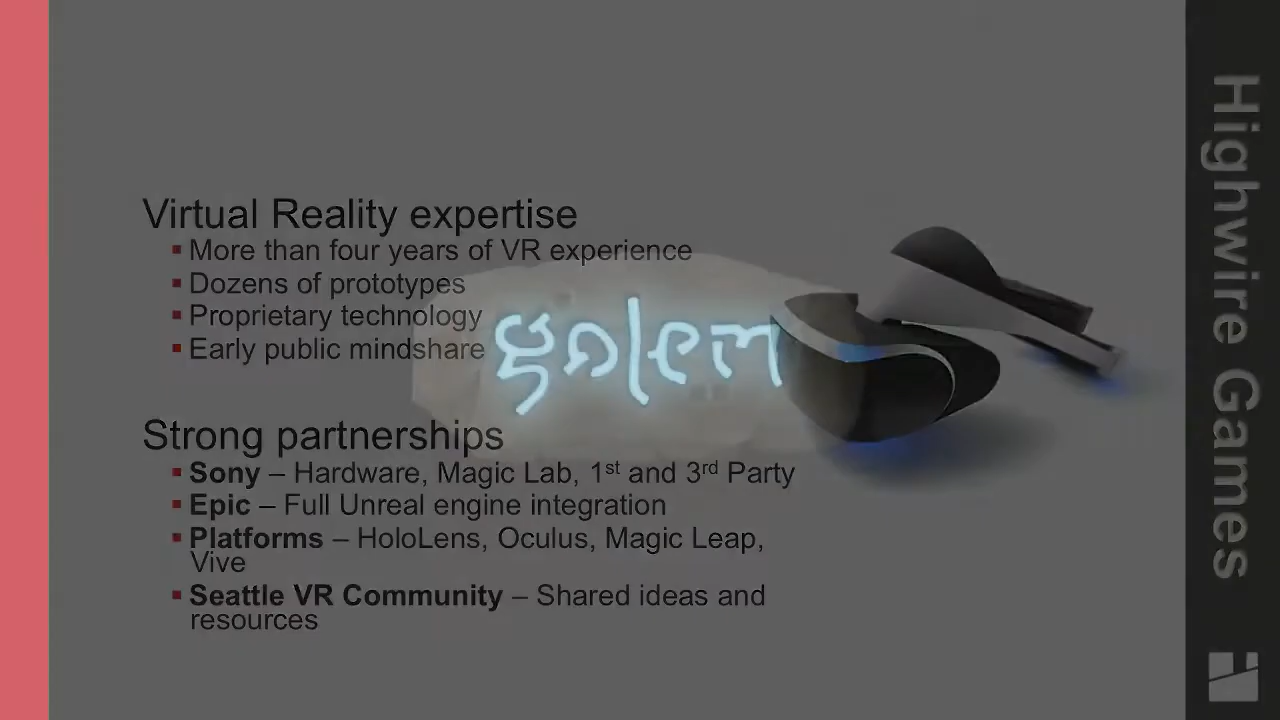 Virtual Reality expertise
▪ More than four years of VR experience
▪ Dozens of prototypes
▪ Proprietary technology
▪ Early public mindshare
golem
Strong partnerships
▪ Sony – Hardware, Magic Lab, 1st and 3rd Party
▪ Epic – Full Unreal engine integration
▪ Platforms – HoloLens, Oculus, Magic Leap,
Vive
▪ Seattle VR Community – Shared ideas and
resources
Highwire Games